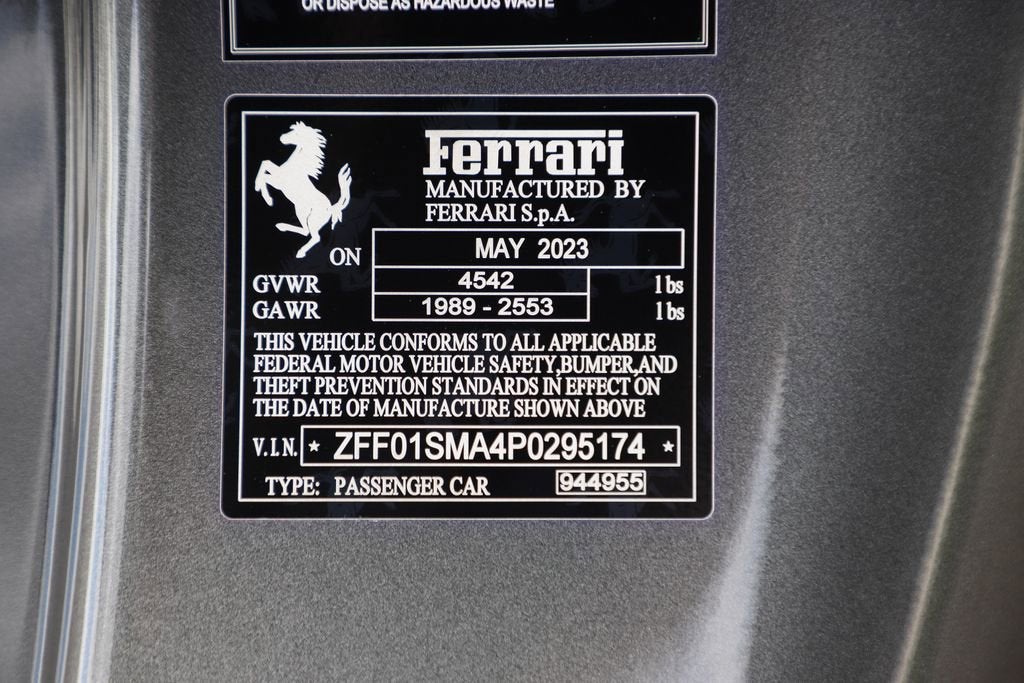 OR DISPOSE AS HAZARDOUS WASTE
Ferrari
MANUFACTURED BY
FERRARI S.p.A.
ON MAY 2023
GVWR 4542 lbs
GAWR 1989 - 2553 lbs
THIS VEHICLE CONFORMS TO ALL APPLICABLE
FEDERAL MOTOR VEHICLE SAFETY,BUMPER,AND
THEFT PREVENTION STANDARDS IN EFFECT ON
THE DATE OF MANUFACTURE SHOWN ABOVE
V.I.N. * ZFF01SMA4P0295174 *
TYPE: PASSENGER CAR 944955